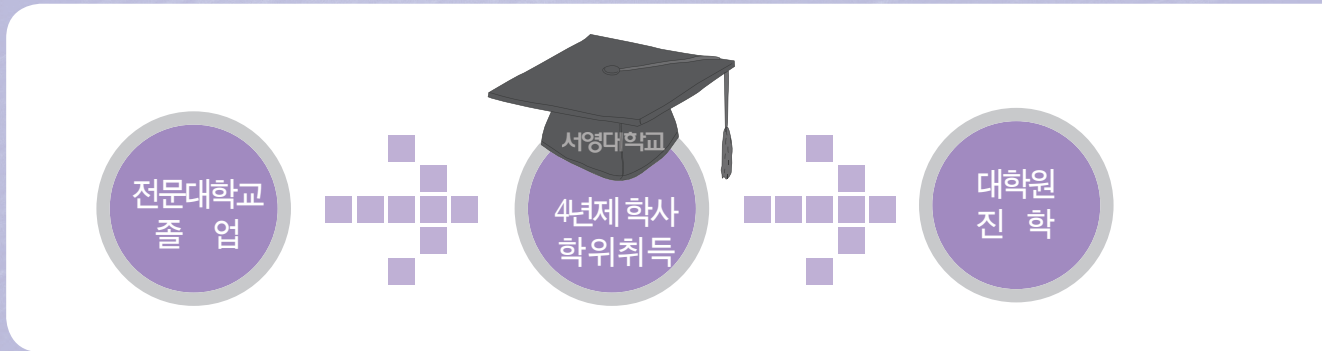 전문대학교
졸 업
서영대학교
4년제 학사
학위취득
대학원
진 학